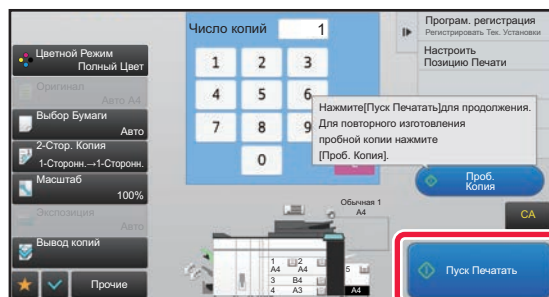 Число копий
1
Програм. регистрация
Регистрировать Тек. Установки
Настроить
Позицию Печати
Цветной Режим
Полный Цвет
Оригинал
Авто A4
Выбор Бумаги
Авто
2-Стор. Копия
1-Сторонн.→1-Сторонн.
Масштаб
100%
Экспозиция
Авто
Вывод копий
Прочие
1
2
3
4
5
6
7
8
9
0
Нажмите[Пуск Печатать]для продолжения.
Для повторного изготовления
пробной копии нажмите
[Проб. Копия].
Проб.
Копия
Обычная 1
A4
CA
Пуск Печатать
1 2
A4 A4
3 B4
4 A3
5
A4